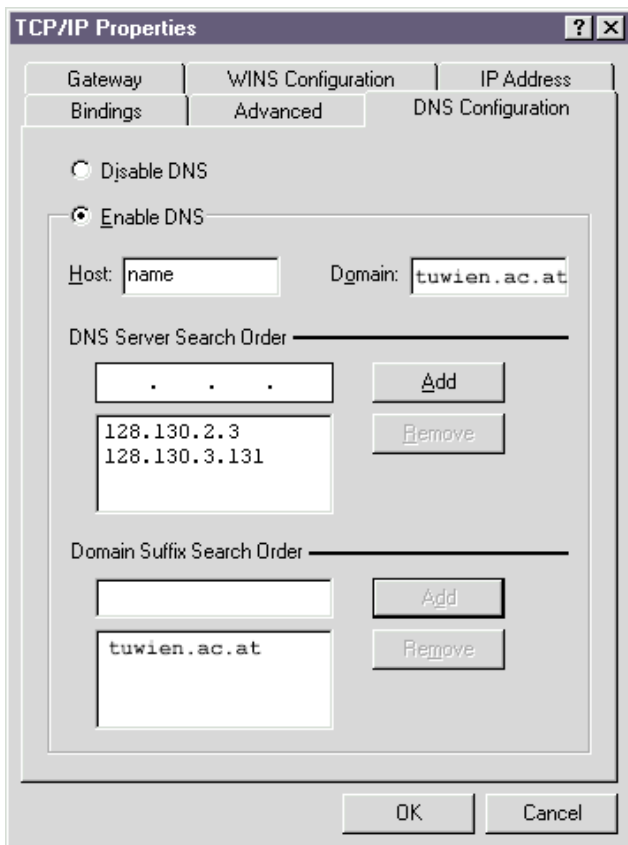 TCP/IP Properties ? X
Gateway WINS Configuration IP Address
Bindings Advanced DNS Configuration
Disable DNS
Enable DNS
Host: name Domain: tuwien.ac.at
DNS Server Search Order
. . . Add
128.130.2.3 Remove
128.130.3.131
Domain Suffix Search Order
Add
tuwien.ac.at Remove
OK Cancel